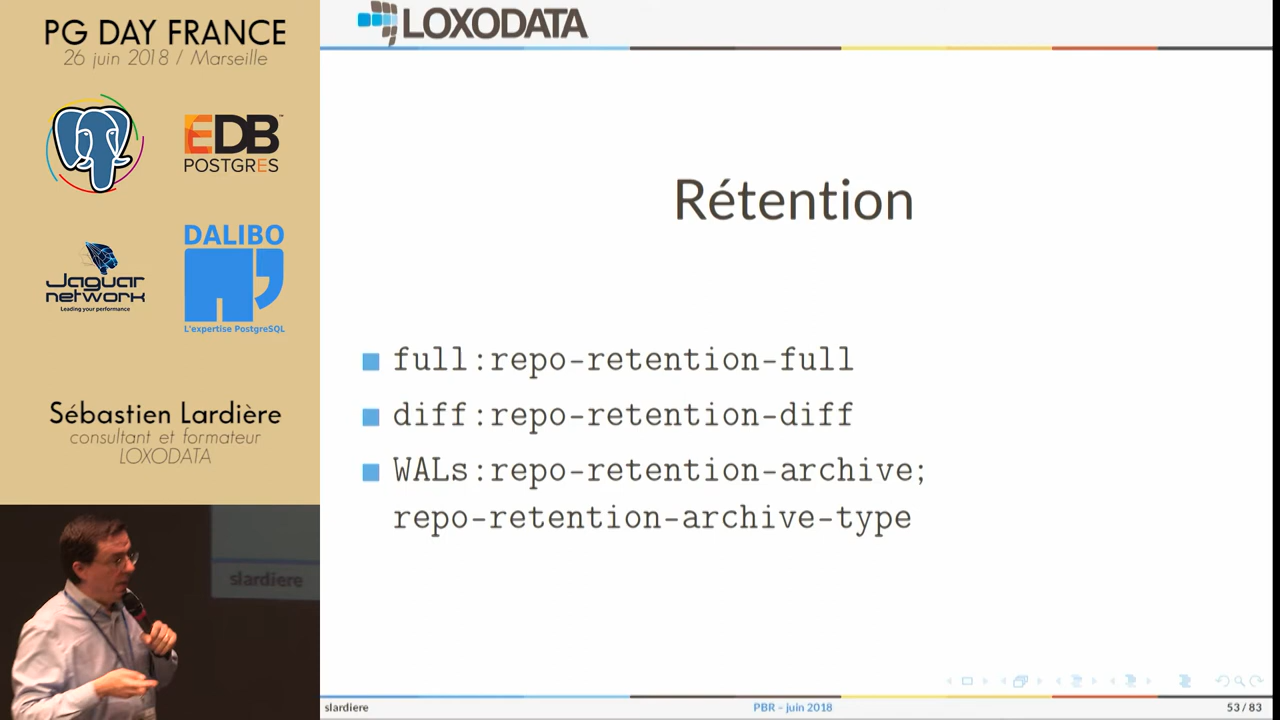 PG DAY FRANCE
26 juin 2018 / Marseille
EDB
POSTGRES
Jaguar
network
Leading your performance
DALIBO
L'expertise PostgreSQL
Sébastien Lardière
consultant et formateur
LOXODATA
slardiere
LOXODATA
Rétention
full:repo-retention-full
diff:repo-retention-diff
WALs:repo-retention-archive;
repo-retention-archive-type
slardiere
PBR – juin 2018
53 / 83